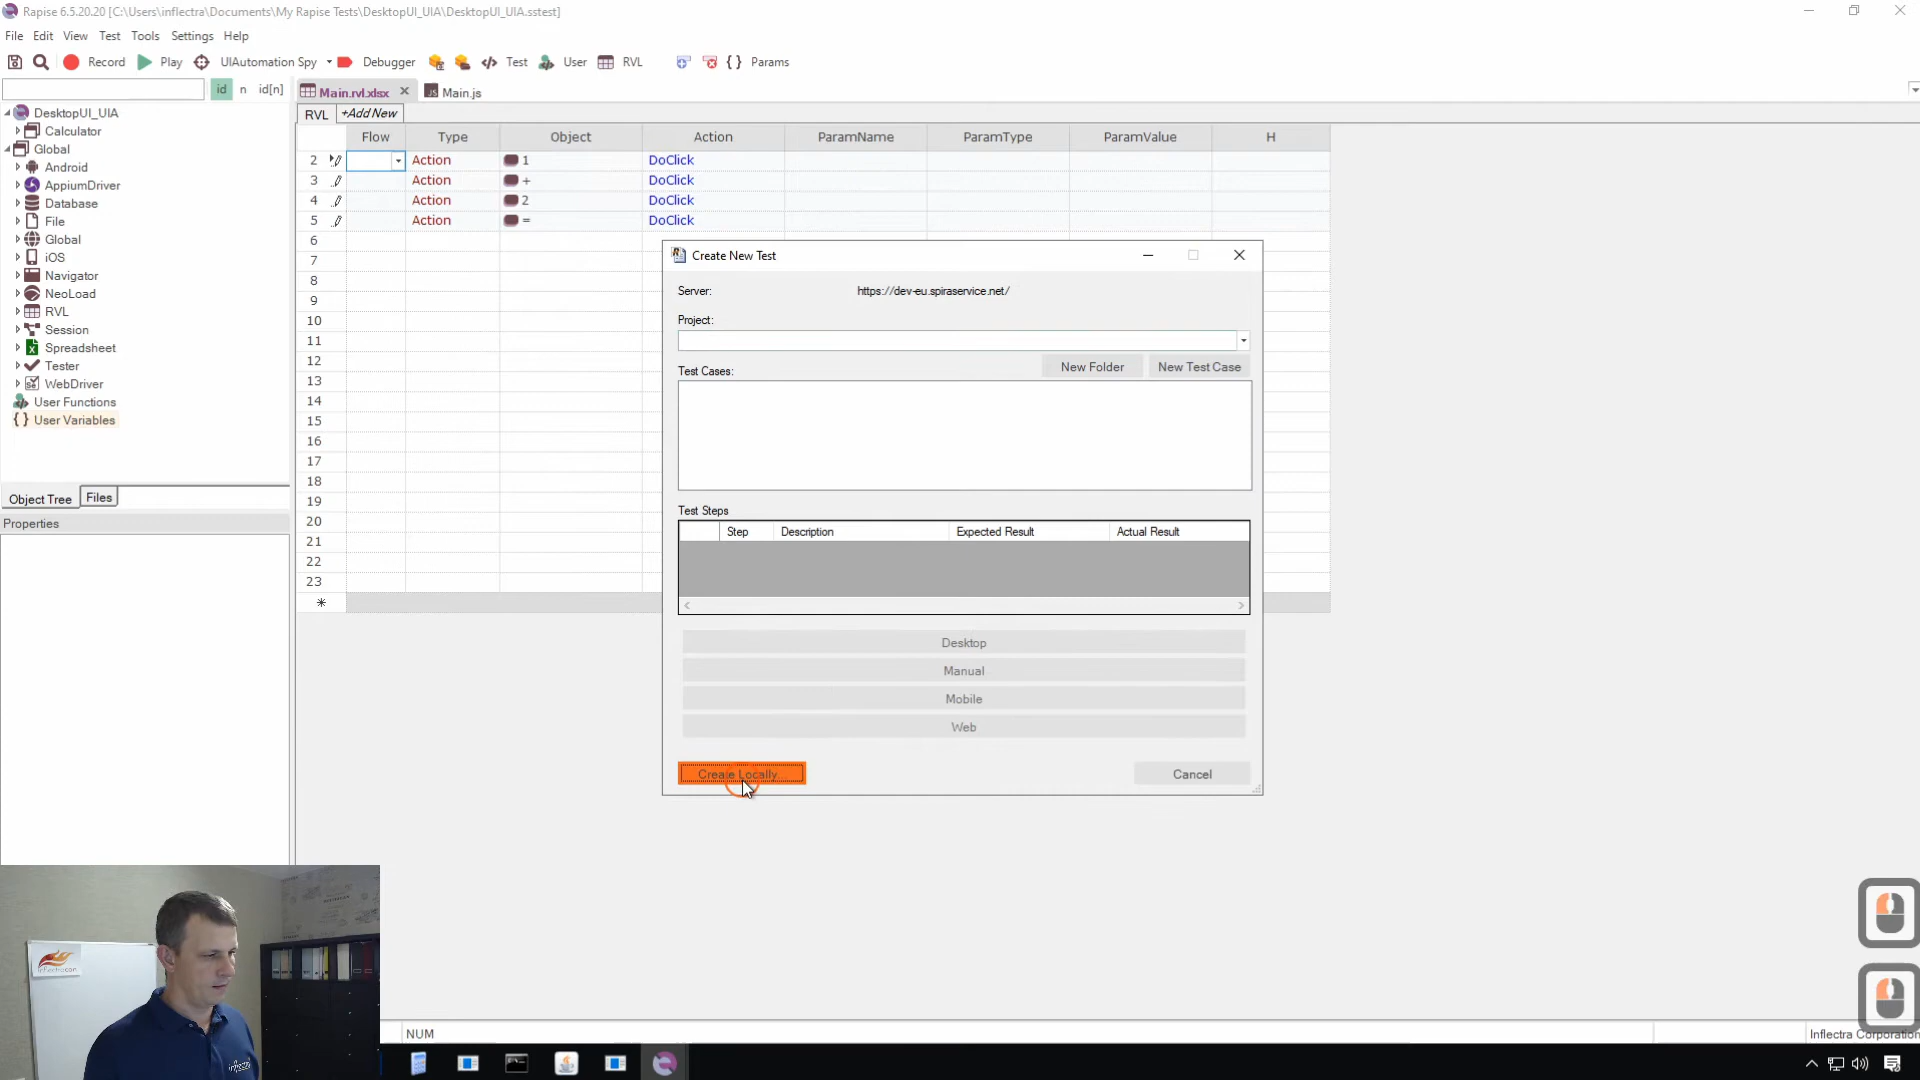 Rapise 6.5.20.20 [C:\Users\inflectra\Documents\My Rapise Tests\DesktopUI_UIA\DesktopUI_UIA.sstest]
File Edit View Test Tools Settings Help
Record Play UIAutomation Spy Debugger Test User RVL Params
id n id[n] Main.rvl.xlsx Main.js
RVL +Add New
DesktopUI_UIA
Calculator
Global
Android
AppiumDriver
Database
File
Global
iOS
Navigator
NeoLoad
RVL
Session
Spreadsheet
Tester
WebDriver
User Functions
User Variables
Object Tree Files
Properties
Flow Type Object Action ParamName ParamType ParamValue H
2 Action 1 DoClick
3 Action + DoClick
4 Action 2 DoClick
5 Action = DoClick
6
7
8
9
10
11
12
13
14
15
16
17
18
19
20
21
22
23
*
Create New Test
Server: https://dev-eu.spiraservice.net/
Project:
New Folder New Test Case
Test Cases:
Test Steps
Step Description Expected Result Actual Result
Desktop
Manual
Mobile
Web
Create Locally... Cancel
inflectracon
inflectra
NUM
Inflectra Corporation